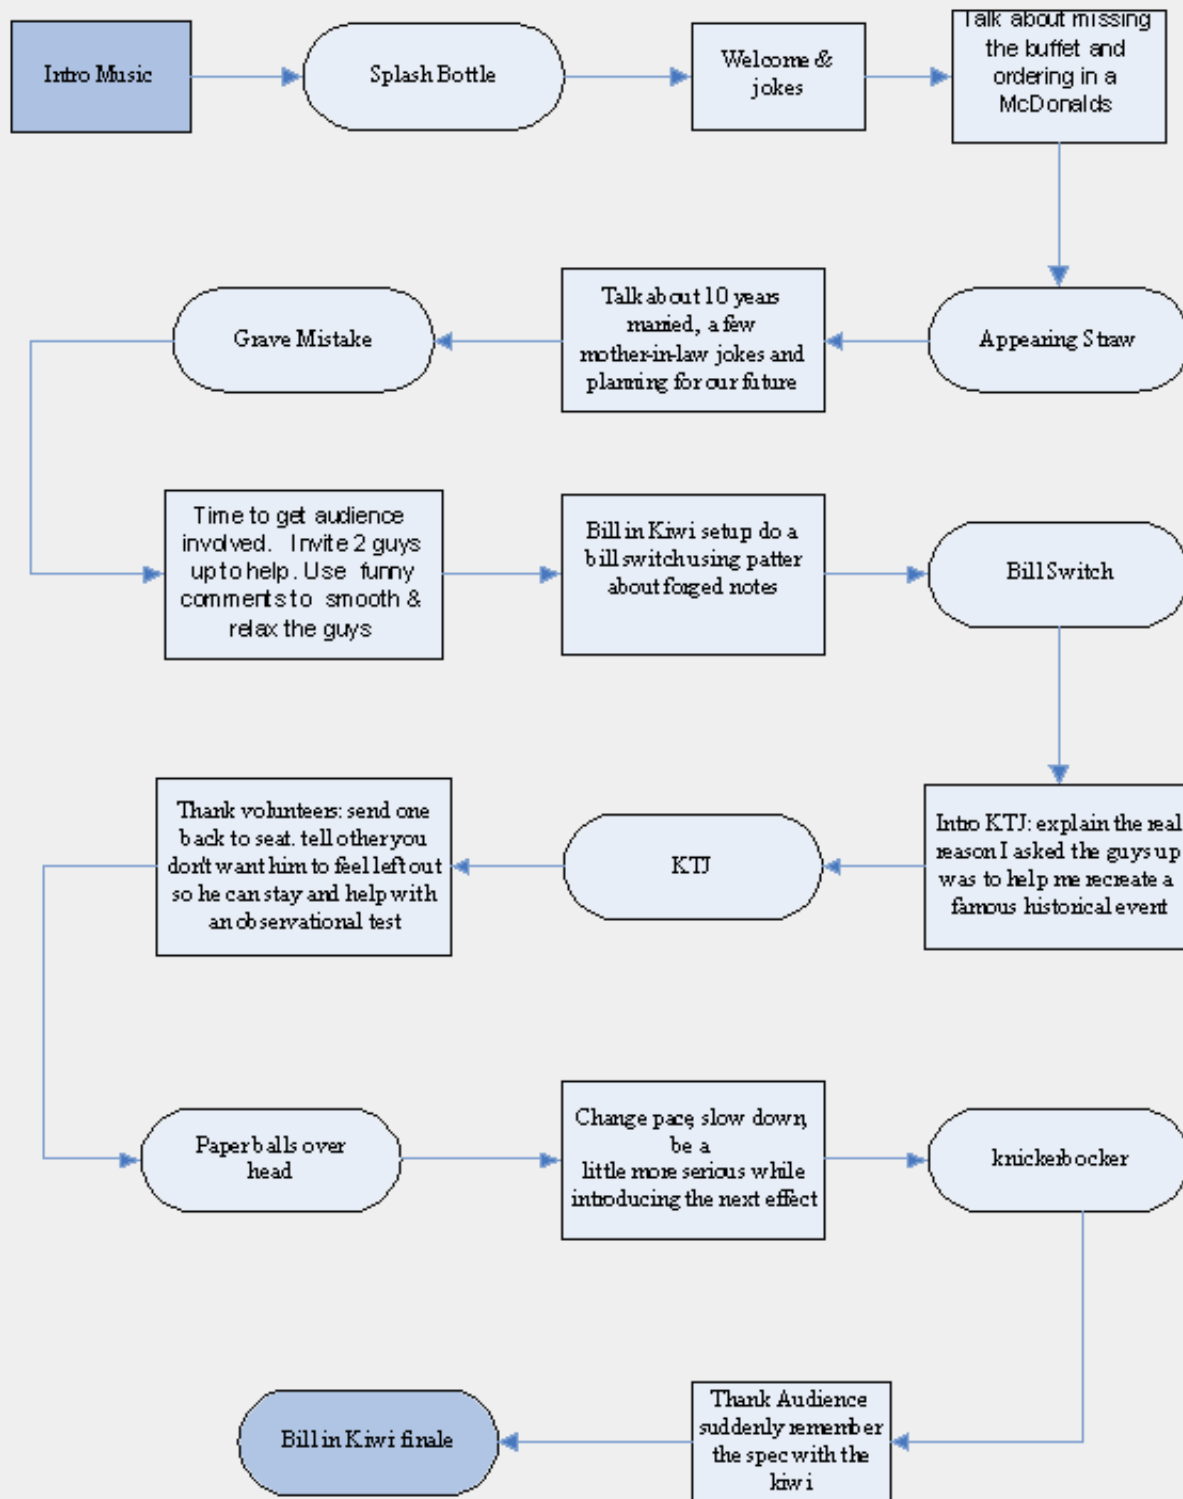 Intro Music
Splash Bottle
Welcome &
jokes
Talk about missing
the buffet and
ordering in a
McDonalds
Appearing Straw
Talk about 10 years
married, a few
mother-in-law jokes and
planning for our future
Grave Mistake
Time to get audience
involved. Invite 2 guys
up to help. Use funny
comments to smooth &
relax the guys
Bill in Kiwi setup do a
bill switch using patter
about forged notes
Bill Switch
Intro KTJ: explain the real
reason I asked the guys up
was to help me recreate a
famous historical event
KTJ
Thank volunteers: send one
back to seat. tell other you
don't want him to feel left out
so he can stay and help with
an observational test
Paper balls over
head
Change pace, slow down,
be a
little more serious while
introducing the next effect
knickerbocker
Thank Audience
suddenly remember
the spec with the
kiwi
Bill in Kiwi finale